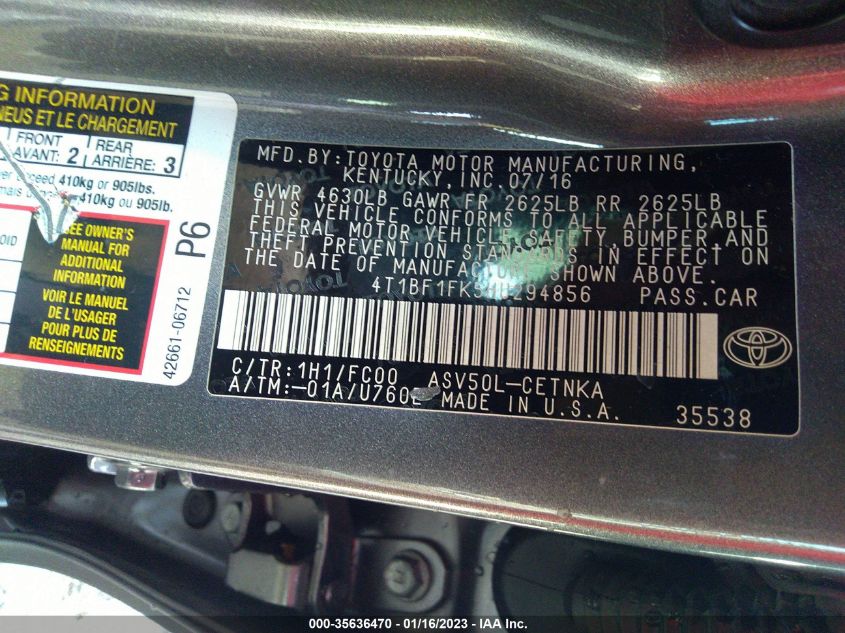 G INFORMATION
NEUS ET LE CHARGEMENT
FRONT
AVANT: 2
REAR
ARRIÈRE: 3
exceed 410kg or 905lbs.
mais 410kg ou 905lb.
SEE OWNER'S
MANUAL FOR
ADDITIONAL
INFORMATION
VOIR LE MANUEL
DE L'USAGER
POUR PLUS DE
RENSEIGNEMENTS
P6
42661-06712
MFD.BY:TOYOTA MOTOR MANUFACTURING,
KENTUCKY, INC.07/16
GVWR 4630LB GAWR FR 2625LB RR 2625LB
THIS VEHICLE CONFORMS TO ALL APPLICABLE
FEDERAL MOTOR VEHICLE SAFETY,BUMPER,AND
THEFT PREVENTION STANDARDS IN EFFECT ON
THE DATE OF MANUFACTURE SHOWN ABOVE.
PASS.CAR
C/TR:1H1/FC00 ASV50L-CETNKA
A/TM:-01A/U760E MADE IN U.S.A. 35538
000-35636470 - 01/16/2023 - IAA Inc.